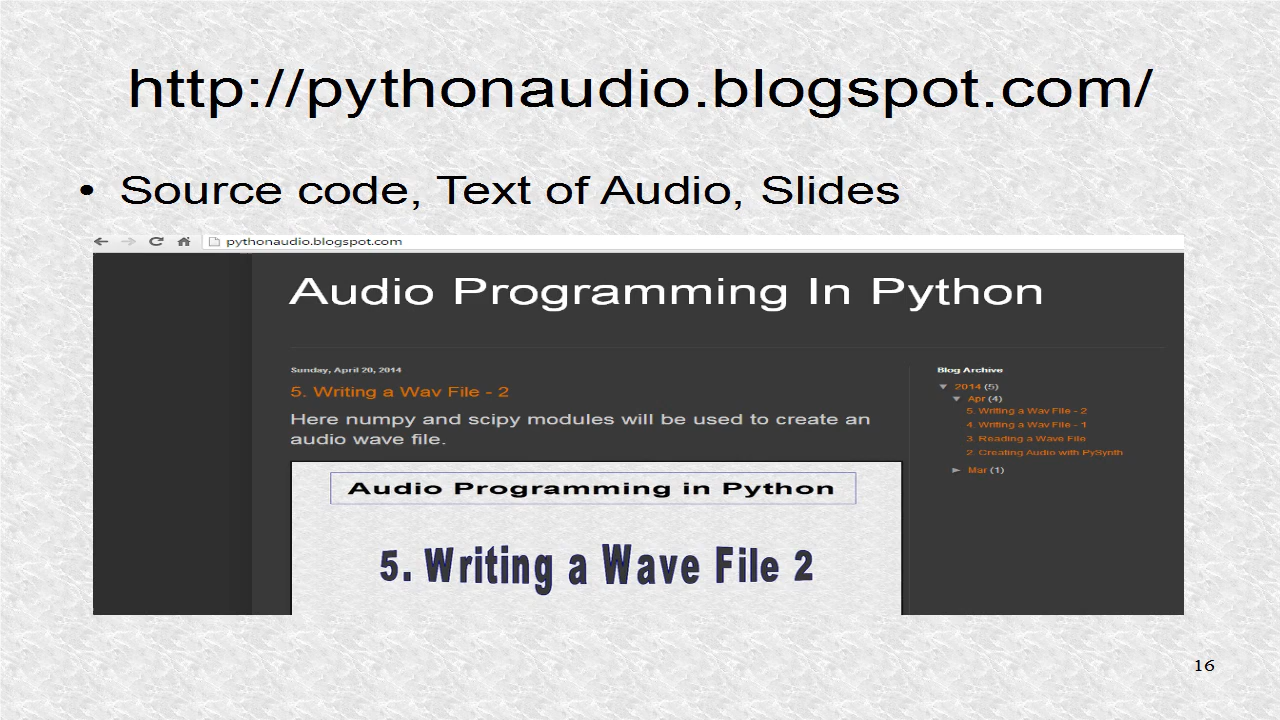 http://pythonaudio.blogspot.com/
• Source code, Text of Audio, Slides
pythonaudio.blogspot.com
Audio Programming In Python
Sunday, April 20, 2014
5. Writing a Wav File - 2
Here numpy and scipy modules will be used to create an
audio wave file.
Audio Programming in Python
5. Writing a Wave File 2
Blog Archive
▼ 2014 (5)
▼ Apr (4)
5. Writing a Wav File - 2
4. Writing a Wav File - 1
3. Reading a Wave File
2. Creating Audio with PySynth
► Mar (1)
16